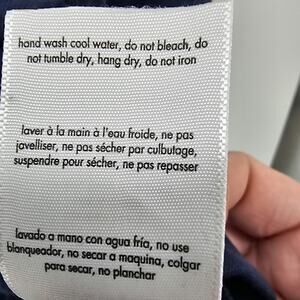 hand wash cool water, do not bleach, do
not tumble dry, hang dry, do not iron
laver à la main à l'eau froide, ne pas
javelliser, ne pas sécher par culbutage,
suspendre pour sécher, ne pas repasser
lavado a mano con agua fría, no use
blanqueador, no secar a maquina, colgar
para secar, no planchar